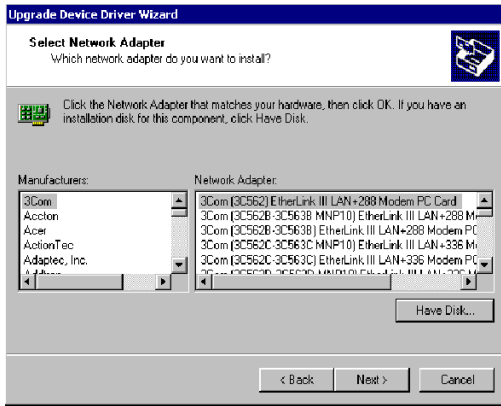 Upgrade Device Driver Wizard
Select Network Adapter
Which network adapter do you want to install?
Click the Network Adapter that matches your hardware, then click OK. If you have an
installation disk for this component, click Have Disk.
Manufacturers:
Network Adapter:
3Com
Accton
Acer
ActionTec
Adaptec, Inc.
3Com (3C562) EtherLink III LAN+288 Modem PC Card
3Com (3C562B-3C563B MNP10) EtherLink III LAN+288 M
3Com (3C562B-3C563B) EtherLink III LAN+288 Modem PC
3Com (3C562C-3C563C MNP10) EtherLink III LAN+336 M
3Com (3C562C-3C563C) EtherLink III LAN+336 Modem PC
Have Disk...
< Back
Next >
Cancel